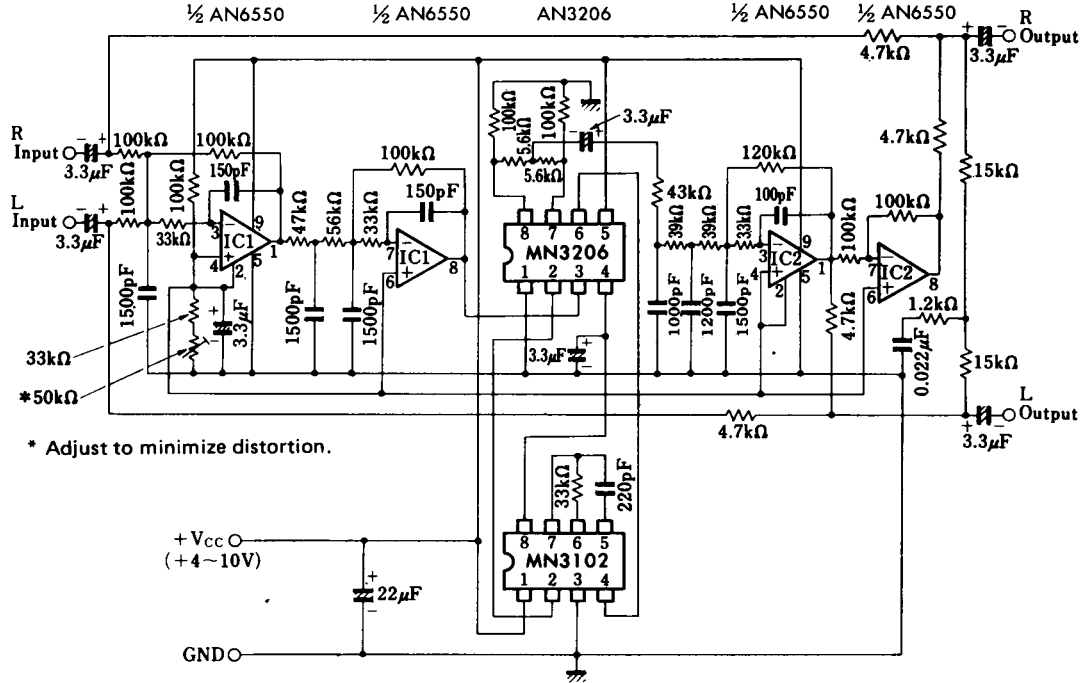 ½ AN6550
½ AN6550
AN3206
½ AN6550
½ AN6550
R
Output
3.3µF
4.7kΩ
R
Input
3.3µF
100kΩ
100kΩ
150pF
100kΩ
100kΩ
L
Input
3.3µF
33kΩ
3
IC1
9
1
4
2
5
47kΩ
56kΩ
33kΩ
100kΩ
150pF
7
IC1
6
8
1500pF
3.3µF
1500pF
1500pF
33kΩ
*50kΩ
100kΩ
5.6kΩ
5.6kΩ
100kΩ
3.3µF
8 7 6 5
MN3206
1 2 3 4
3.3µF
43kΩ
39kΩ
39kΩ
33kΩ
120kΩ
100pF
3
IC2
9
1
4
2
5
1000pF
1200pF
1500pF
100kΩ
100kΩ
7
IC2
6
8
4.7kΩ
4.7kΩ
15kΩ
1.2kΩ
0.022µF
15kΩ
4.7kΩ
L
Output
3.3µF
* Adjust to minimize distortion.
33kΩ
220pF
8 7 6 5
MN3102
1 2 3 4
+VCC
(+4~10V)
22µF
GND